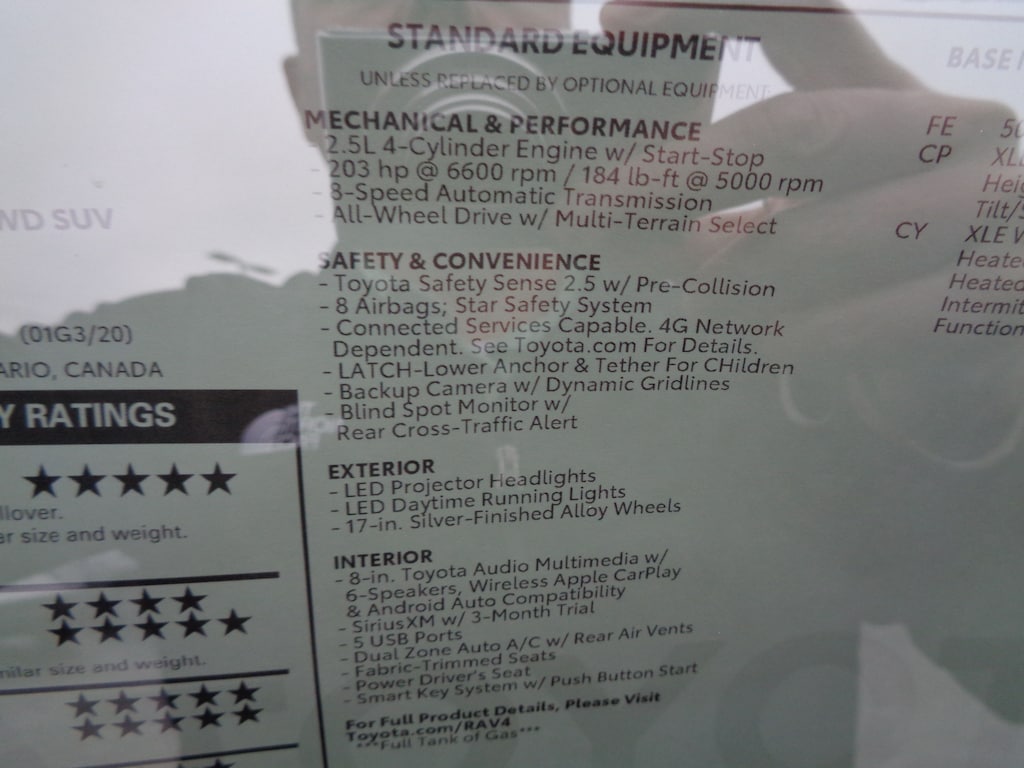 STANDARD EQUIPMENT
UNLESS REPLACED BY OPTIONAL EQUIPMENT
MECHANICAL & PERFORMANCE
- 2.5L 4-Cylinder Engine w/ Start-Stop
- 203 hp @ 6600 rpm / 184 lb-ft @ 5000 rpm
- 8-Speed Automatic Transmission
- All-Wheel Drive w/ Multi-Terrain Select
SAFETY & CONVENIENCE
- Toyota Safety Sense 2.5 w/ Pre-Collision
- 8 Airbags; Star Safety System
- Connected Services Capable. 4G Network
Dependent. See Toyota.com For Details.
- LATCH-Lower Anchor & Tether For CHildren
- Backup Camera w/ Dynamic Gridlines
- Blind Spot Monitor w/
Rear Cross-Traffic Alert
EXTERIOR
- LED Projector Headlights
- LED Daytime Running Lights
- 17-in. Silver-Finished Alloy Wheels
INTERIOR
- 8-in. Toyota Audio Multimedia w/
6-Speakers, Wireless Apple CarPlay
& Android Auto Compatibility
- SiriusXM w/ 3-Month Trial
- 5 USB Ports
- Dual Zone Auto A/C w/ Rear Air Vents
- Fabric-Trimmed Seats
- Power Driver's Seat
- Smart Key System w/ Push Button Start
For Full Product Details, Please Visit
Toyota.com/RAV4
***Full Tank of Gas***
WD SUV
(01G3/20)
ARIO, CANADA
Y RATINGS
★★★★★
llover.
ar size and weight.
★★★★
★★★★★
milar size and weight.
★★★★★
★★★★★
BASE
FE 50
CP XLE
Hei
Tilt/S
CY XLE W
Heate
Heated
Intermit
Function